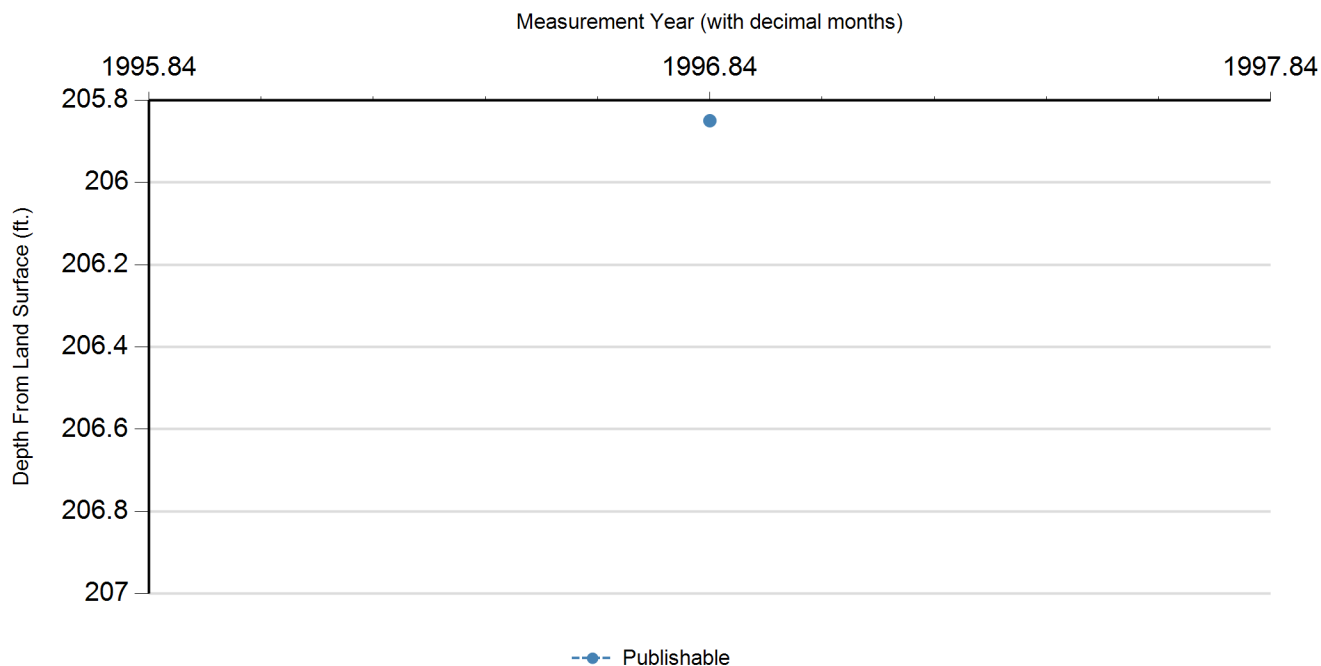 Measurement Year (with decimal months)
1995.84 1996.84 1997.84
205.8
206
206.2
206.4
206.6
206.8
207
Depth From Land Surface (ft.)
Publishable